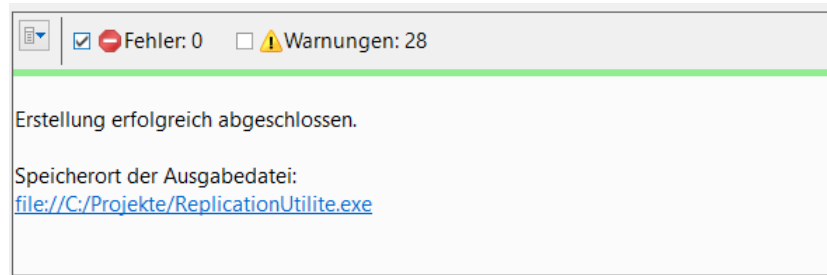 Fehler: 0 Warnungen: 28
Erstellung erfolgreich abgeschlossen.
Speicherort der Ausgabedatei:
file://C:/Projekte/ReplicationUtilite.exe